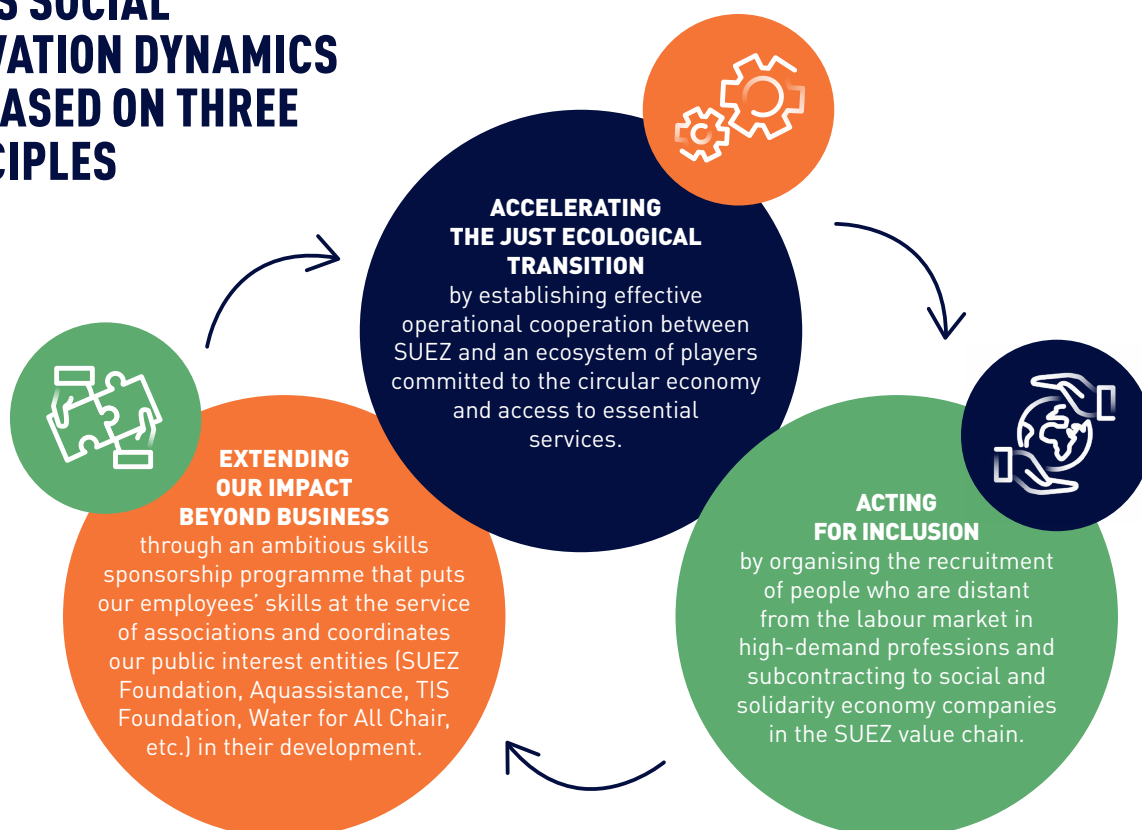 S SOCIAL
VATION DYNAMICS
ASED ON THREE
CIPLES
ACCELERATING
THE JUST ECOLOGICAL
TRANSITION
by establishing effective
operational cooperation between
SUEZ and an ecosystem of players
committed to the circular economy
and access to essential
services.
ACTING
FOR INCLUSION
by organising the recruitment
of people who are distant
from the labour market in
high-demand professions and
subcontracting to social and
solidarity economy companies
in the SUEZ value chain.
EXTENDING
OUR IMPACT
BEYOND BUSINESS
through an ambitious skills
sponsorship programme that puts
our employees’ skills at the service
of associations and coordinates
our public interest entities (SUEZ
Foundation, Aquassistance, TIS
Foundation, Water for All Chair,
etc.) in their development.